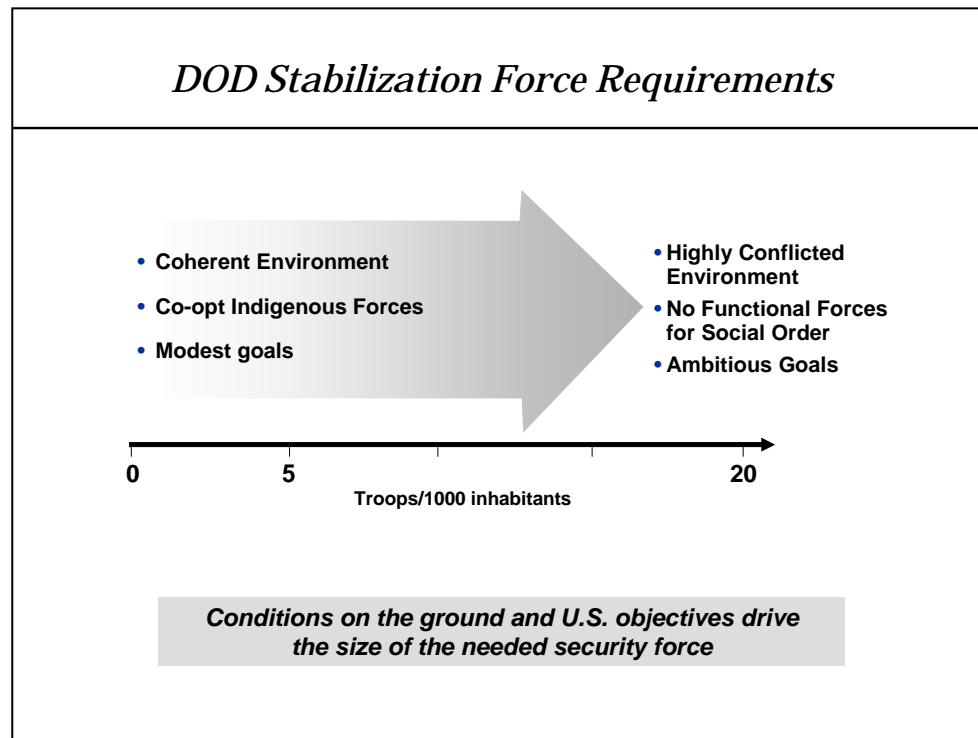 DOD Stabilization Force Requirements
• Coherent Environment
• Co-opt Indigenous Forces
• Modest goals
• Highly Conflicted
Environment
• No Functional Forces
for Social Order
• Ambitious Goals
0 5 20
Troops/1000 inhabitants
Conditions on the ground and U.S. objectives drive
the size of the needed security force